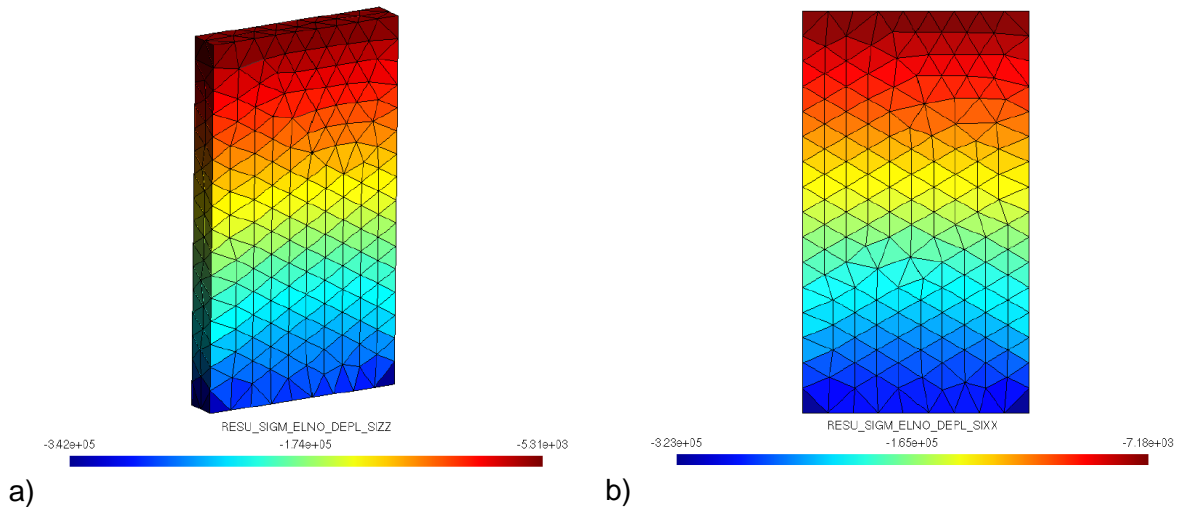 RESU_SIGM_ELNO_DEPL_SIZZ
-3.42e+05 -1.74e+05 -5.31e+03
a)
RESU_SIGM_ELNO_DEPL_SIXX
-3.23e+05 -1.65e+05 -7.18e+03
b)